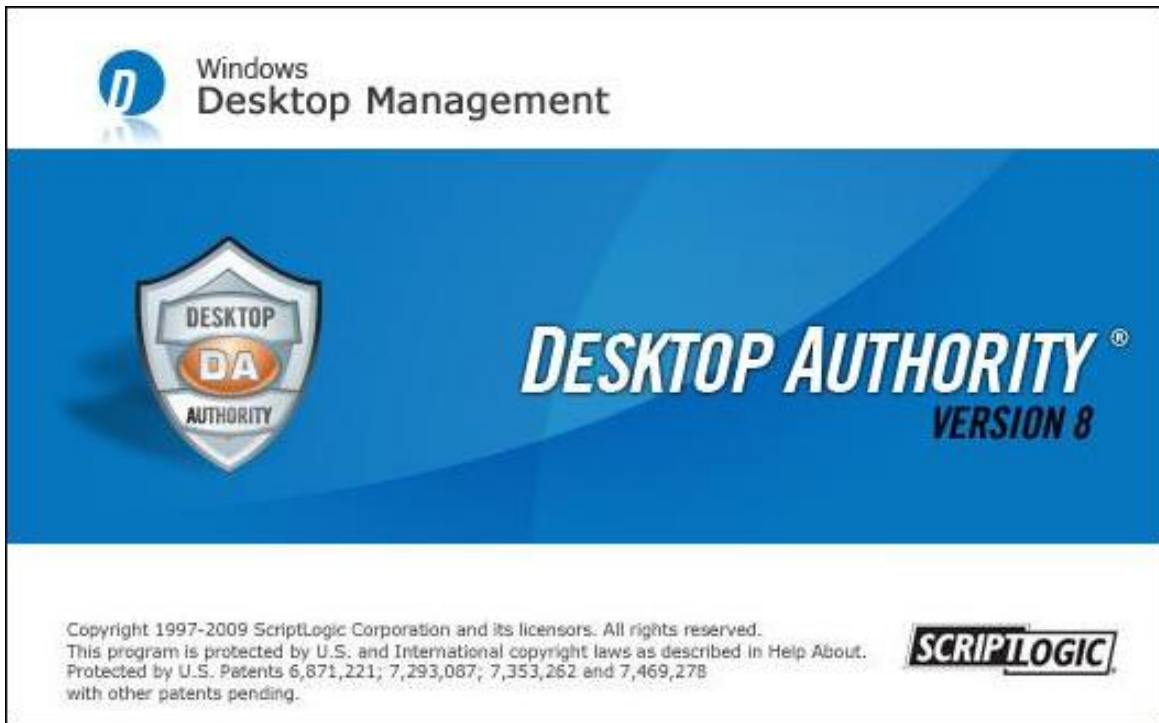 D
Windows
Desktop Management
DESKTOP
DA
AUTHORITY
DESKTOP AUTHORITY ®
VERSION 8
Copyright 1997-2009 ScriptLogic Corporation and its licensors. All rights reserved.
This program is protected by U.S. and International copyright laws as described in Help About.
Protected by U.S. Patents 6,871,221; 7,293,087; 7,353,262 and 7,469,278
with other patents pending.
SCRIPTLOGIC